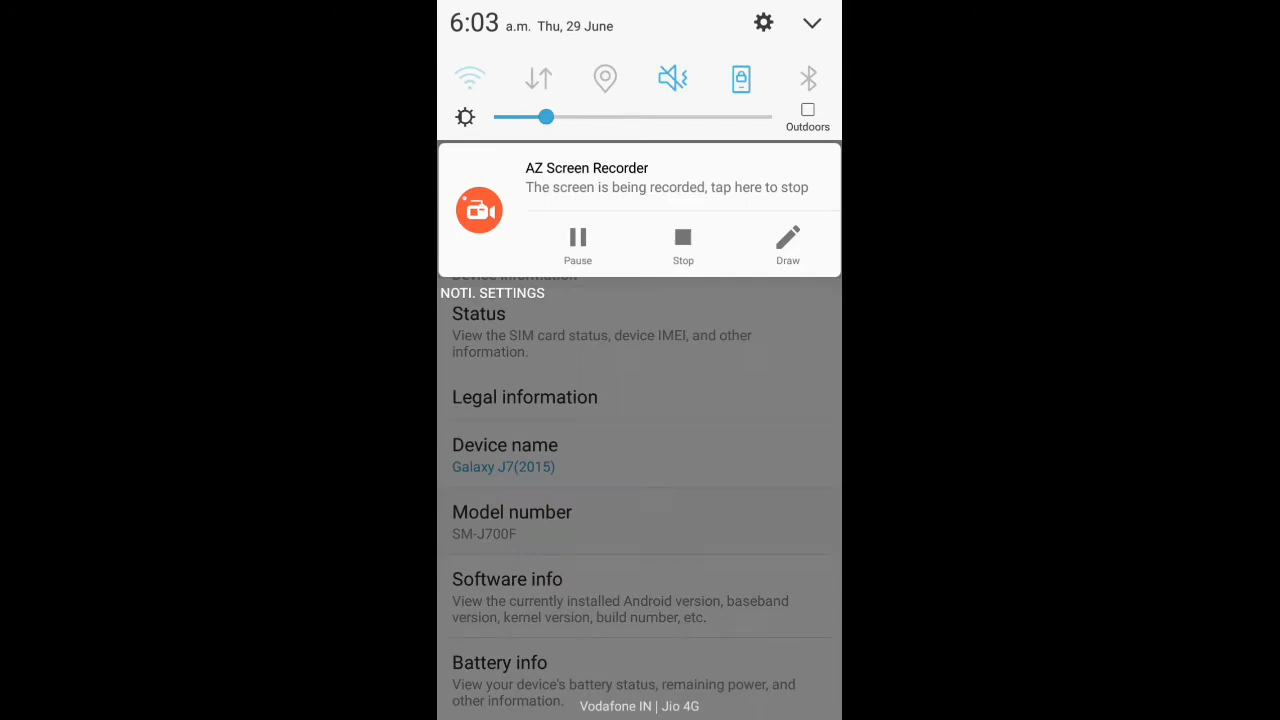 6:03 a.m. Thu, 29 June
Outdoors
AZ Screen Recorder
The screen is being recorded, tap here to stop
Pause Stop Draw
Device information
NOTI. SETTINGS
Status
View the SIM card status, device IMEI, and other
information.
Legal information
Device name
Galaxy J7(2015)
Model number
SM-J700F
Software info
View the currently installed Android version, baseband
version, kernel version, build number, etc.
Battery info
View your device's battery status, remaining power, and
other information.
Vodafone IN | Jio 4G